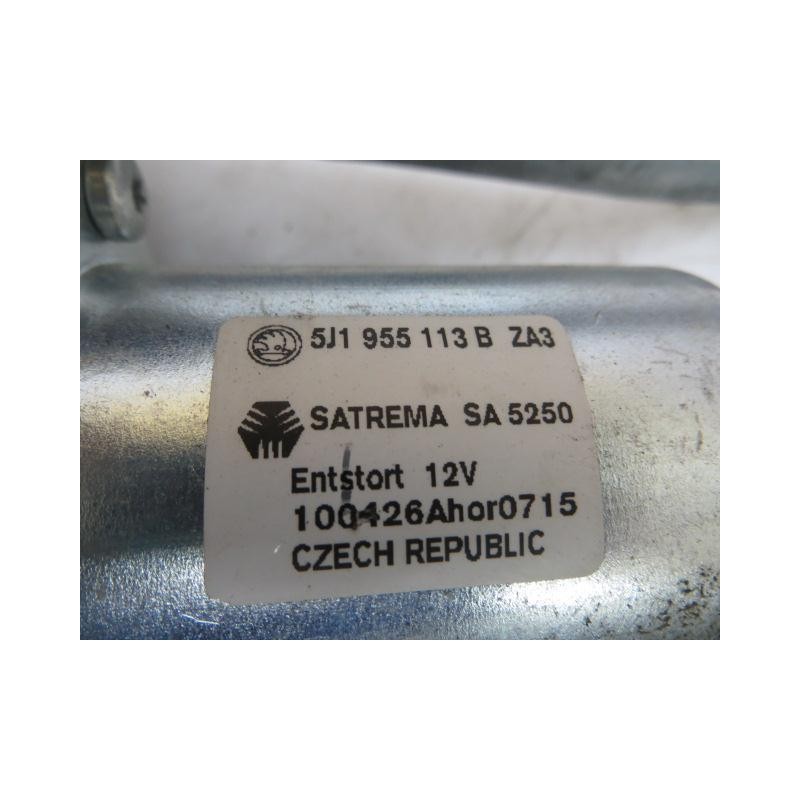 5J1 955 113 B ZA3
SATREMA SA 5250
Entstort 12V
100426Ahor0715
CZECH REPUBLIC